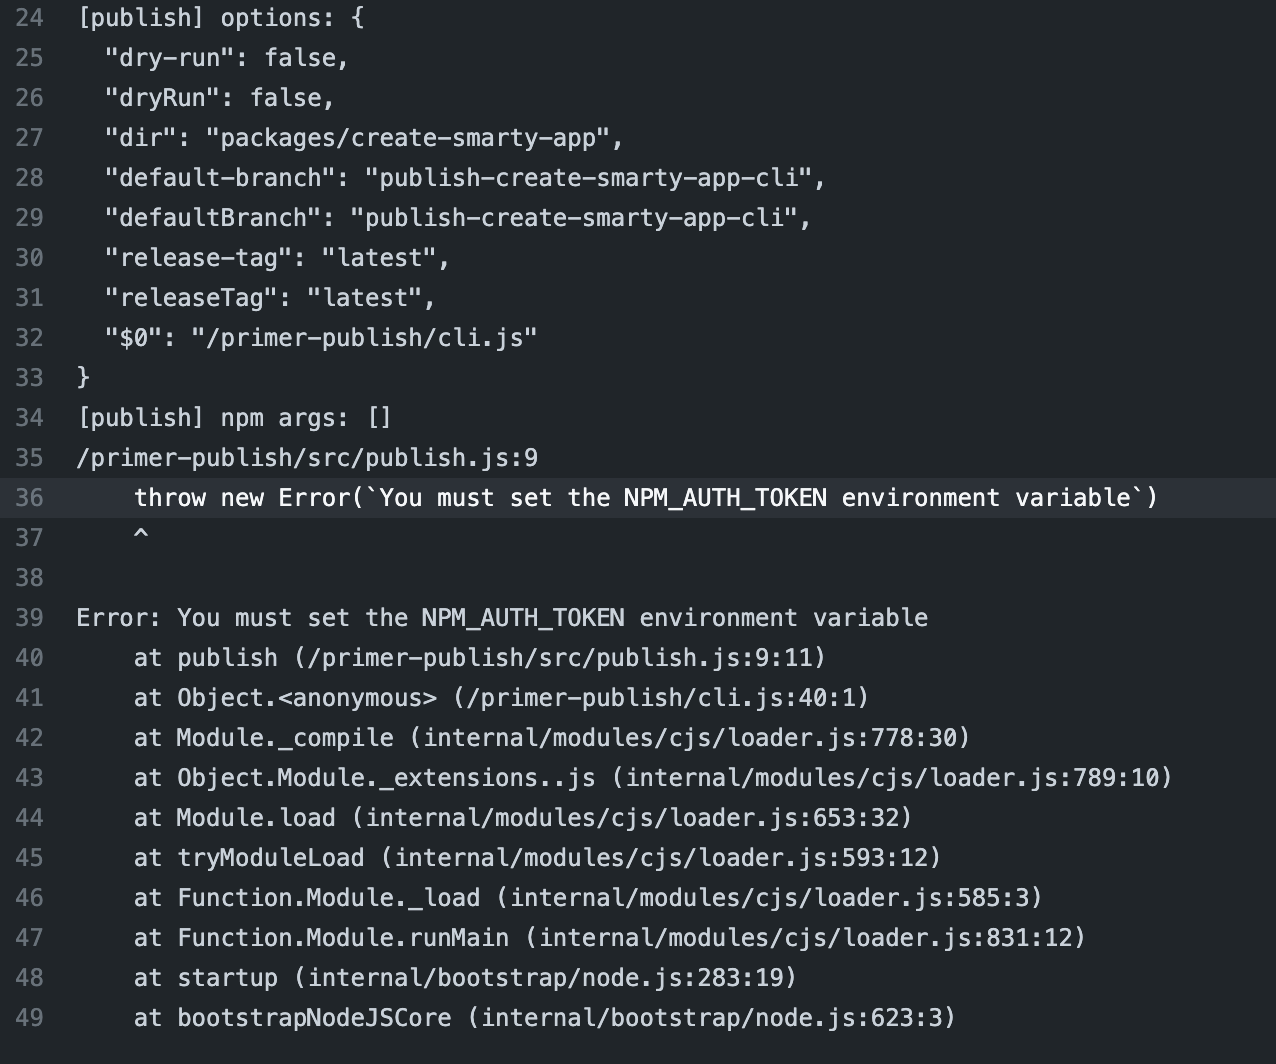 24 [publish] options: {
25   "dry-run": false,
26   "dryRun": false,
27   "dir": "packages/create-smarty-app",
28   "default-branch": "publish-create-smarty-app-cli",
29   "defaultBranch": "publish-create-smarty-app-cli",
30   "release-tag": "latest",
31   "releaseTag": "latest",
32   "$0": "/primer-publish/cli.js"
33 }
34 [publish] npm args: []
35 /primer-publish/src/publish.js:9
36     throw new Error(`You must set the NPM_AUTH_TOKEN environment variable`)
37     ^
38
39 Error: You must set the NPM_AUTH_TOKEN environment variable
40     at publish (/primer-publish/src/publish.js:9:11)
41     at Object.<anonymous> (/primer-publish/cli.js:40:1)
42     at Module._compile (internal/modules/cjs/loader.js:778:30)
43     at Object.Module._extensions..js (internal/modules/cjs/loader.js:789:10)
44     at Module.load (internal/modules/cjs/loader.js:653:32)
45     at tryModuleLoad (internal/modules/cjs/loader.js:593:12)
46     at Function.Module._load (internal/modules/cjs/loader.js:585:3)
47     at Function.Module.runMain (internal/modules/cjs/loader.js:831:12)
48     at startup (internal/bootstrap/node.js:283:19)
49     at bootstrapNodeJSCore (internal/bootstrap/node.js:623:3)